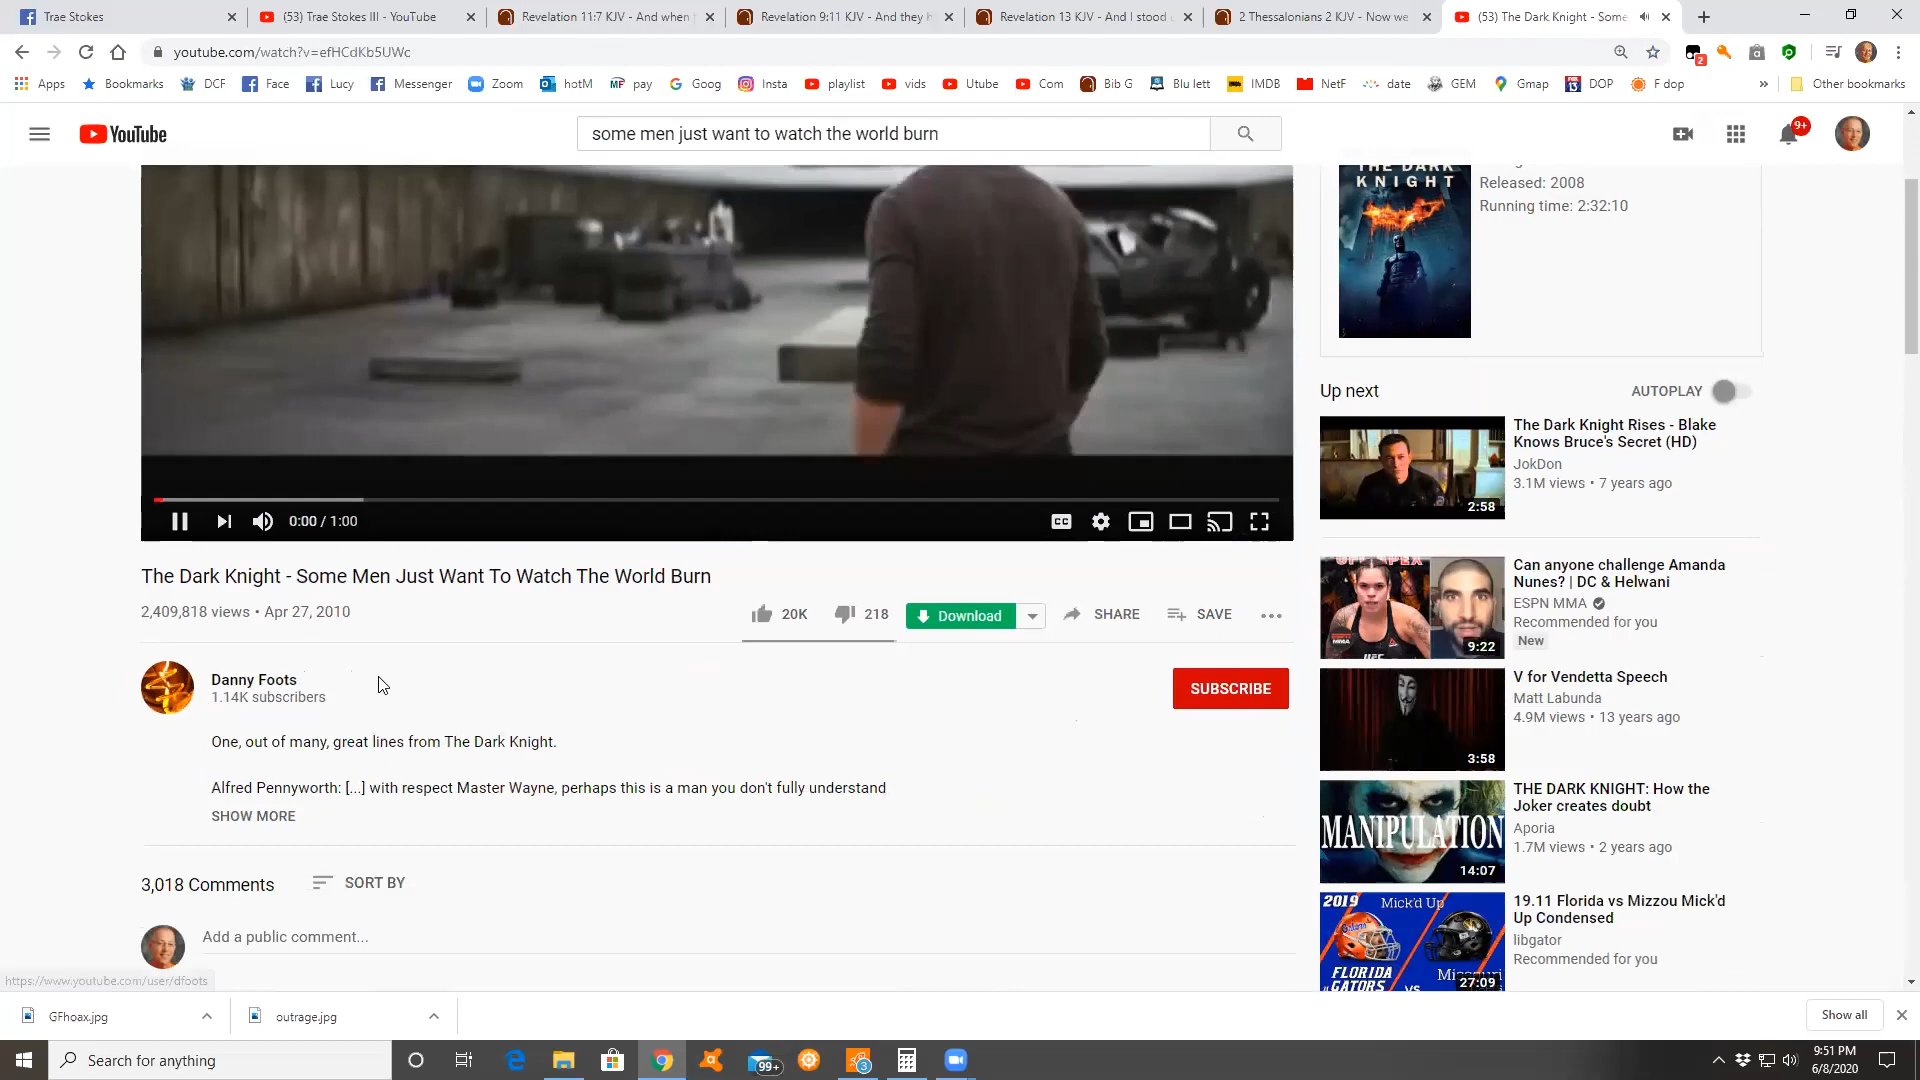 Trae Stokes
(53) Trae Stokes III - YouTube
Revelation 11:7 KJV - And when
Revelation 9:11 KJV - And they h
Revelation 13 KJV - And I stood
2 Thessalonians 2 KJV - Now we
(53) The Dark Knight - Some
youtube.com/watch?v=efHCdKb5UWc
2
Apps
Bookmarks
DCF
Face
Lucy
Messenger
Zoom
hotM
MF pay
Goog
Insta
playlist
vids
Utube
Com
Bib G
Blu lett
IMDB
NetF
date
GEM
Gmap
DOP
F dop
»
Other bookmarks
YouTube
some men just want to watch the world burn
9+
THE DARK
KNIGHT
Released: 2008
Running time: 2:32:10
0:00 / 1:00
CC
The Dark Knight - Some Men Just Want To Watch The World Burn
2,409,818 views • Apr 27, 2010
20K
218
Download
SHARE
SAVE
Danny Foots
1.14K subscribers
SUBSCRIBE
One, out of many, great lines from The Dark Knight.
Alfred Pennyworth: [...] with respect Master Wayne, perhaps this is a man you don't fully understand
SHOW MORE
3,018 Comments
SORT BY
Add a public comment...
https://www.youtube.com/user/dfoots
Up next
AUTOPLAY
2:58
The Dark Knight Rises - Blake
Knows Bruce's Secret (HD)
JokDon
3.1M views • 7 years ago
9:22
Can anyone challenge Amanda
Nunes? | DC & Helwani
ESPN MMA
Recommended for you
New
3:58
V for Vendetta Speech
Matt Labunda
4.9M views • 13 years ago
MANIPULATION
14:07
THE DARK KNIGHT: How the
Joker creates doubt
Aporia
1.7M views • 2 years ago
2019
Mick'd Up
FLORIDA
GATORS
VS
27:09
19.11 Florida vs Mizzou Mick'd
Up Condensed
libgator
Recommended for you
GFhoax.jpg
outrage.jpg
Show all
Search for anything
99+
3
9:51 PM
6/8/2020